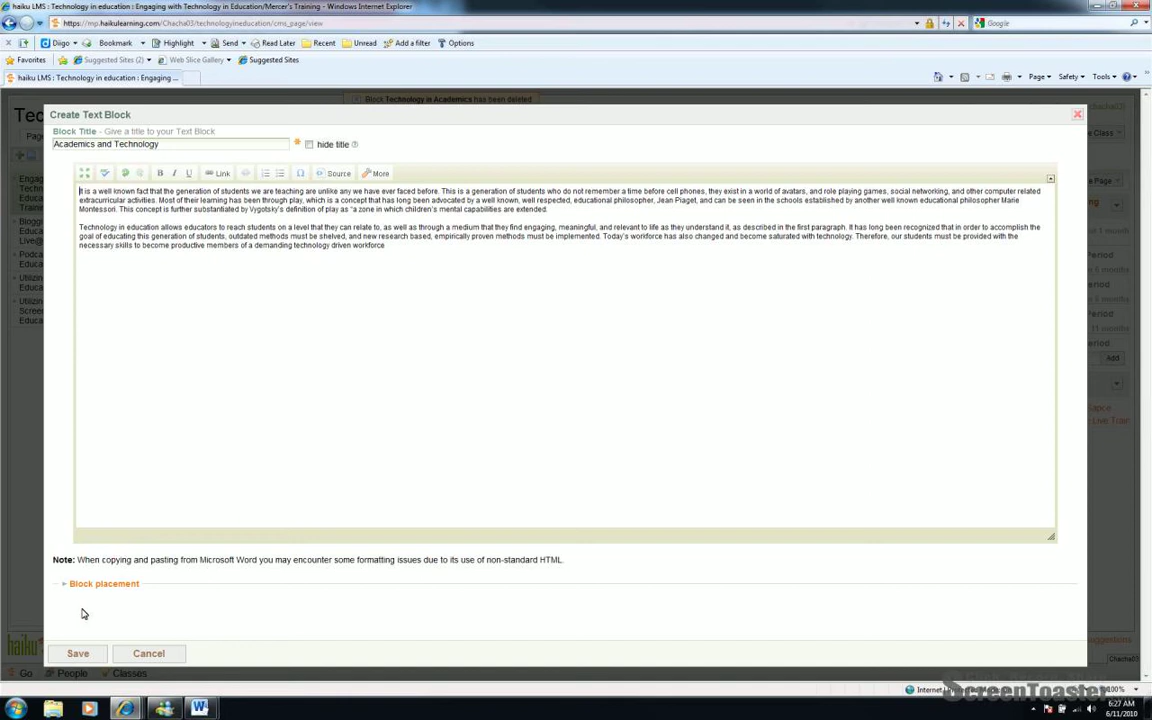 haiku LMS : Technology in education : Engaging with Technology in Education/Mercer's Training - Windows Internet Explorer
https://mp.haikulearning.com/Chacha03/technologyineducation/cms_page/view
Google
Diigo Bookmark Highlight Send Read Later Recent Unread Add a filter Options
Favorites Suggested Sites (2) Web Slice Gallery Suggested Sites
haiku LMS : Technology in education : Engaging ... Page Safety Tools
Block Technology in Academics has been deleted
Create Text Block
Block Title - Give a title to your Text Block
Academics and Technology hide title
Link Source More
It is a well known fact that the generation of students we are teaching are unlike any we have ever faced before. This is a generation of students who do not remember a time before cell phones, they exist in a world of avatars, and role playing games, social networking, and other computer related
extracurricular activities. Most of their learning has been through play, which is a concept that has long been advocated by a well known, well respected, educational philosopher, Jean Piaget, and can be seen in the schools established by another well known educational philosopher Marie
Montessori. This concept is further substantiated by Vygotsky's definition of play as “a zone in which children's mental capabilities are extended.
Technology in education allows educators to reach students on a level that they can relate to, as well as through a medium that they find engaging, meaningful, and relevant to life as they understand it, as described in the first paragraph. It has long been recognized that in order to accomplish the
goal of educating this generation of students, outdated methods must be shelved, and new research based, empirically proven methods must be implemented. Today's workforce has also changed and become saturated with technology. Therefore, our students must be provided with the
necessary skills to become productive members of a demanding technology driven workforce
Note: When copying and pasting from Microsoft Word you may encounter some formatting issues due to its use of non-standard HTML.
Block placement
Save Cancel
haiku
Chacha03
Go People Classes
ScreenToaster
100%
6:27 AM
6/11/2010